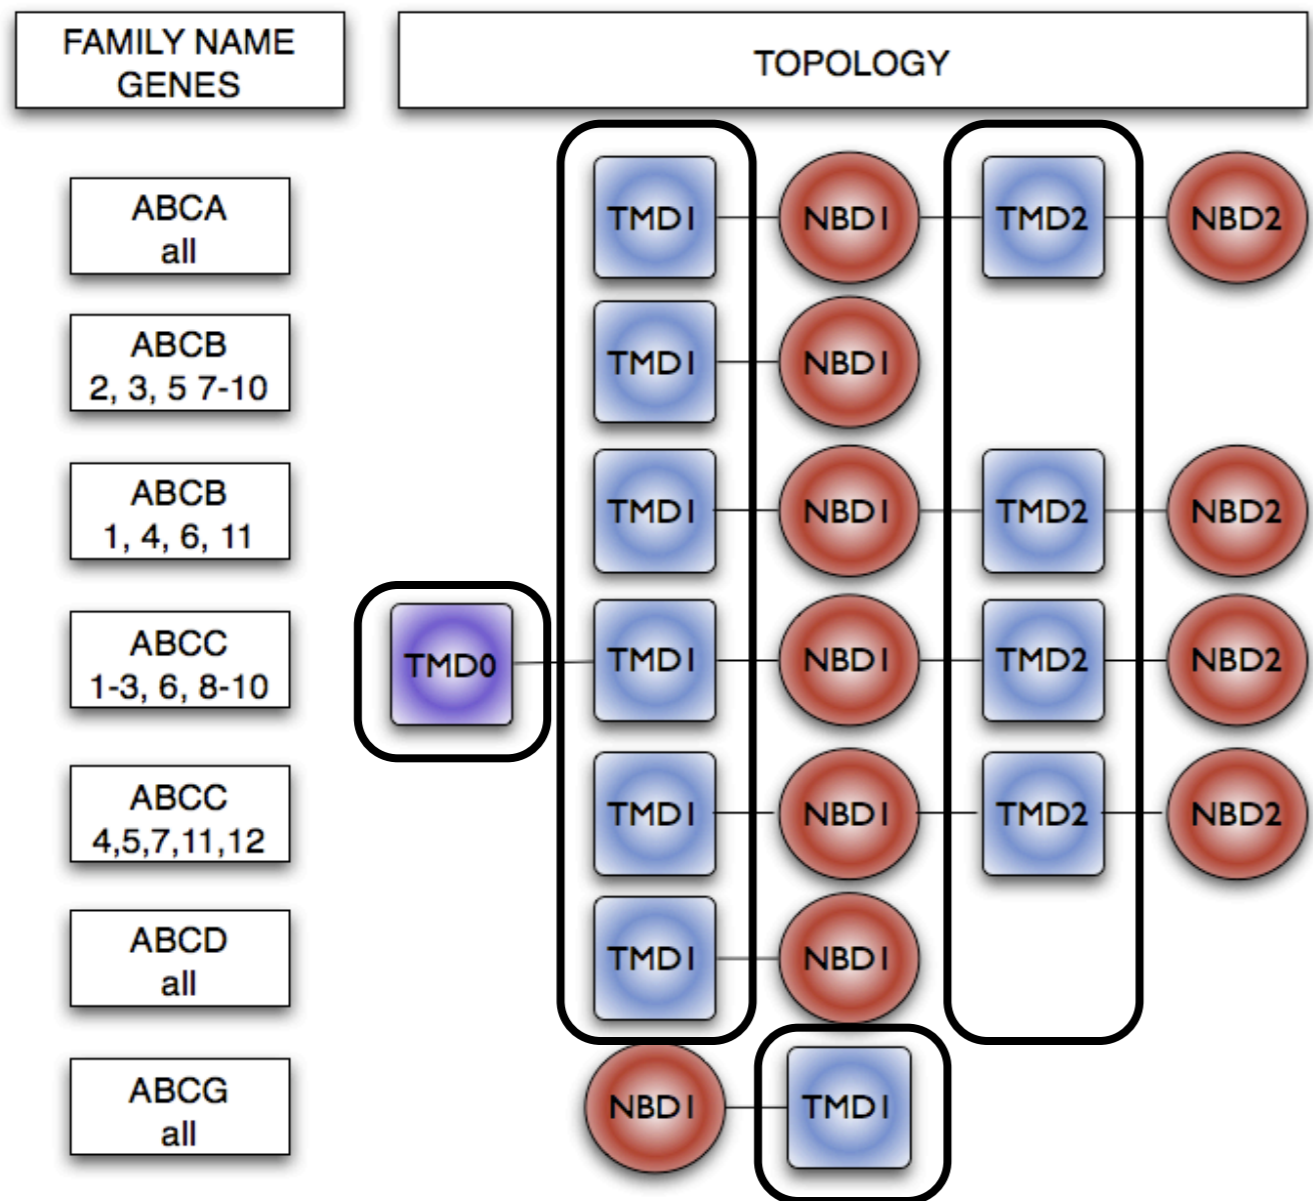 FAMILY NAME
GENES
TOPOLOGY
ABCA
all
TMD1 NBD1 TMD2 NBD2
ABCB
2, 3, 5 7-10
TMD1 NBD1
ABCB
1, 4, 6, 11
TMD1 NBD1 TMD2 NBD2
ABCC
1-3, 6, 8-10
TMD0 TMD1 NBD1 TMD2 NBD2
ABCC
4,5,7,11,12
TMD1 NBD1 TMD2 NBD2
ABCD
all
TMD1 NBD1
ABCG
all
NBD1 TMD1